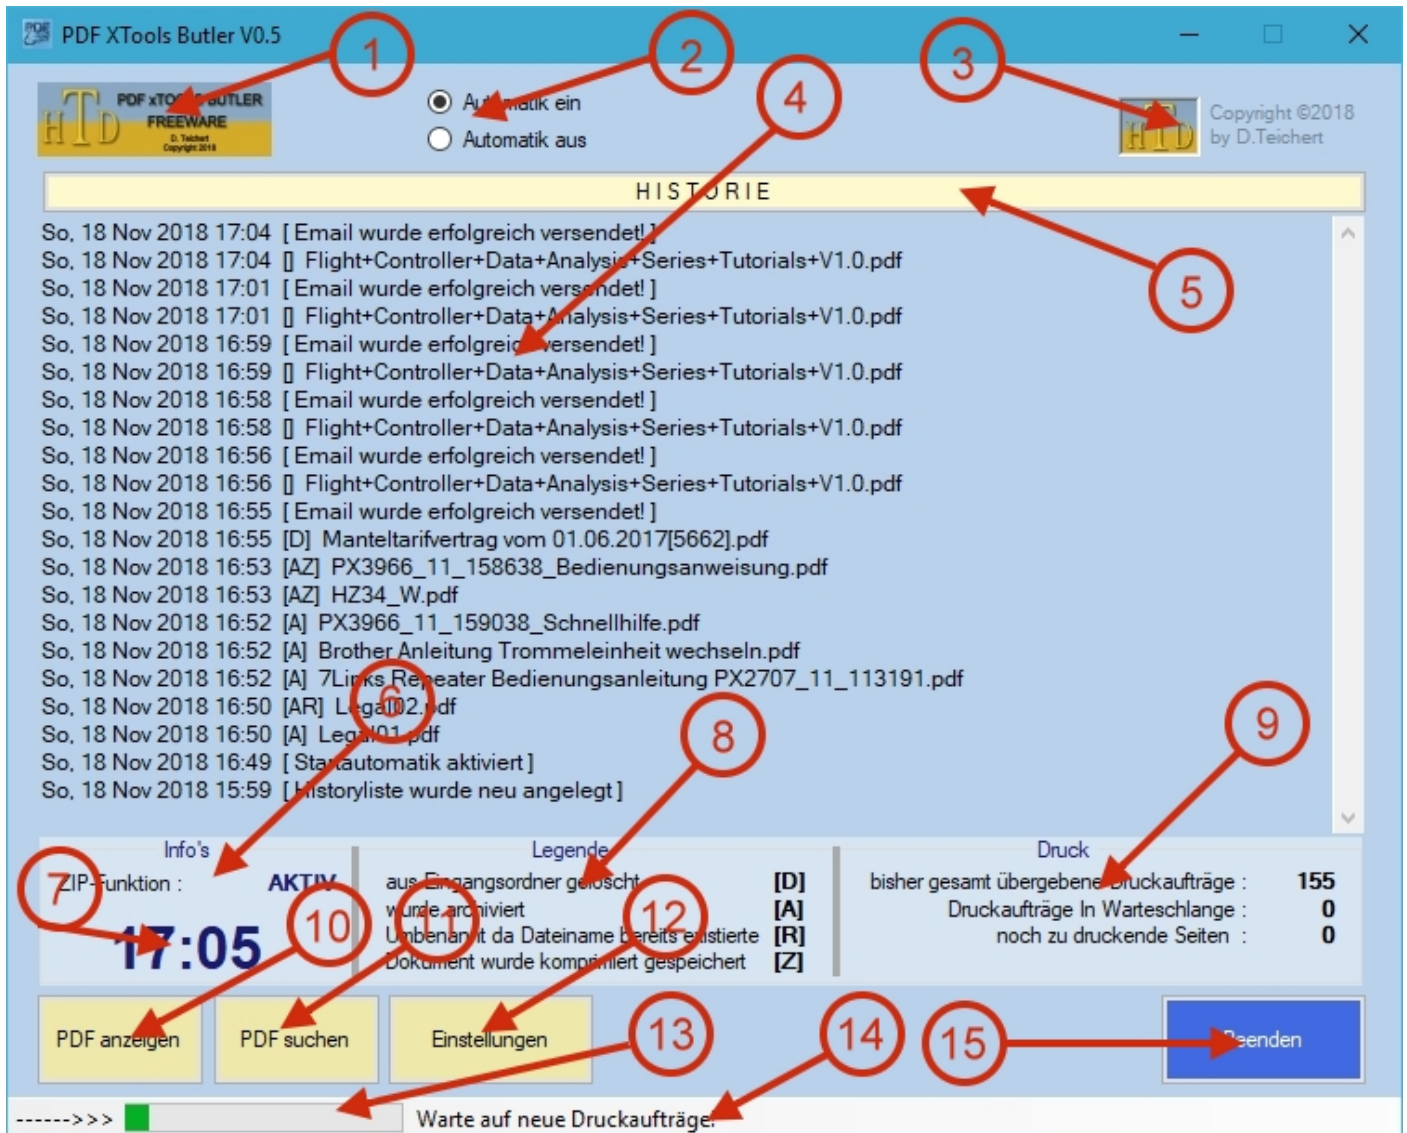 PDF XTools Butler V0.5
1
2
3
4
HTD PDF xTOOLS BUTLER
FREEWARE
D. Teichert
Copyright 2018
Automatik ein
Automatik aus
HTD
Copyright ©2018
by D.Teichert
HISTORIE
5
So, 18 Nov 2018 17:04 [ Email wurde erfolgreich versendet! ]
So, 18 Nov 2018 17:04 [] Flight+Controller+Data+Analysis+Series+Tutorials+V1.0.pdf
So, 18 Nov 2018 17:01 [ Email wurde erfolgreich versendet! ]
So, 18 Nov 2018 17:01 [] Flight+Controller+Data+Analysis+Series+Tutorials+V1.0.pdf
So, 18 Nov 2018 16:59 [ Email wurde erfolgreich versendet! ]
So, 18 Nov 2018 16:59 [] Flight+Controller+Data+Analysis+Series+Tutorials+V1.0.pdf
So, 18 Nov 2018 16:58 [ Email wurde erfolgreich versendet! ]
So, 18 Nov 2018 16:58 [] Flight+Controller+Data+Analysis+Series+Tutorials+V1.0.pdf
So, 18 Nov 2018 16:56 [ Email wurde erfolgreich versendet! ]
So, 18 Nov 2018 16:56 [] Flight+Controller+Data+Analysis+Series+Tutorials+V1.0.pdf
So, 18 Nov 2018 16:55 [ Email wurde erfolgreich versendet! ]
So, 18 Nov 2018 16:55 [D] Manteltarifvertrag vom 01.06.2017[5662].pdf
So, 18 Nov 2018 16:53 [AZ] PX3966_11_158638_Bedienungsanweisung.pdf
So, 18 Nov 2018 16:53 [AZ] HZ34_W.pdf
So, 18 Nov 2018 16:52 [A] PX3966_11_159038_Schnellhilfe.pdf
So, 18 Nov 2018 16:52 [A] Brother Anleitung Trommeleinheit wechseln.pdf
So, 18 Nov 2018 16:52 [A] 7Links Repeater Bedienungsanleitung PX2707_11_113191.pdf
So, 18 Nov 2018 16:50 [AR] Legal02.pdf
So, 18 Nov 2018 16:50 [A] Legal01.pdf
So, 18 Nov 2018 16:49 [ Startautomatik aktiviert ]
So, 18 Nov 2018 15:59 [ Historyliste wurde neu angelegt ]
6
8
9
Info's
ZIP-Funktion : AKTIV
7
17:05
Legende
aus Eingangsordner gelöscht [D]
wurde archiviert [A]
Umbenannt da Dateiname bereits existierte [R]
Dokument wurde komprimiert gespeichert [Z]
Druck
bisher gesamt übergebene Druckaufträge : 155
Druckaufträge In Warteschlange : 0
noch zu druckende Seiten : 0
10
11
12
PDF anzeigen
PDF suchen
Einstellungen
13
14
15
Beenden
------>>>
Warte auf neue Druckaufträge.